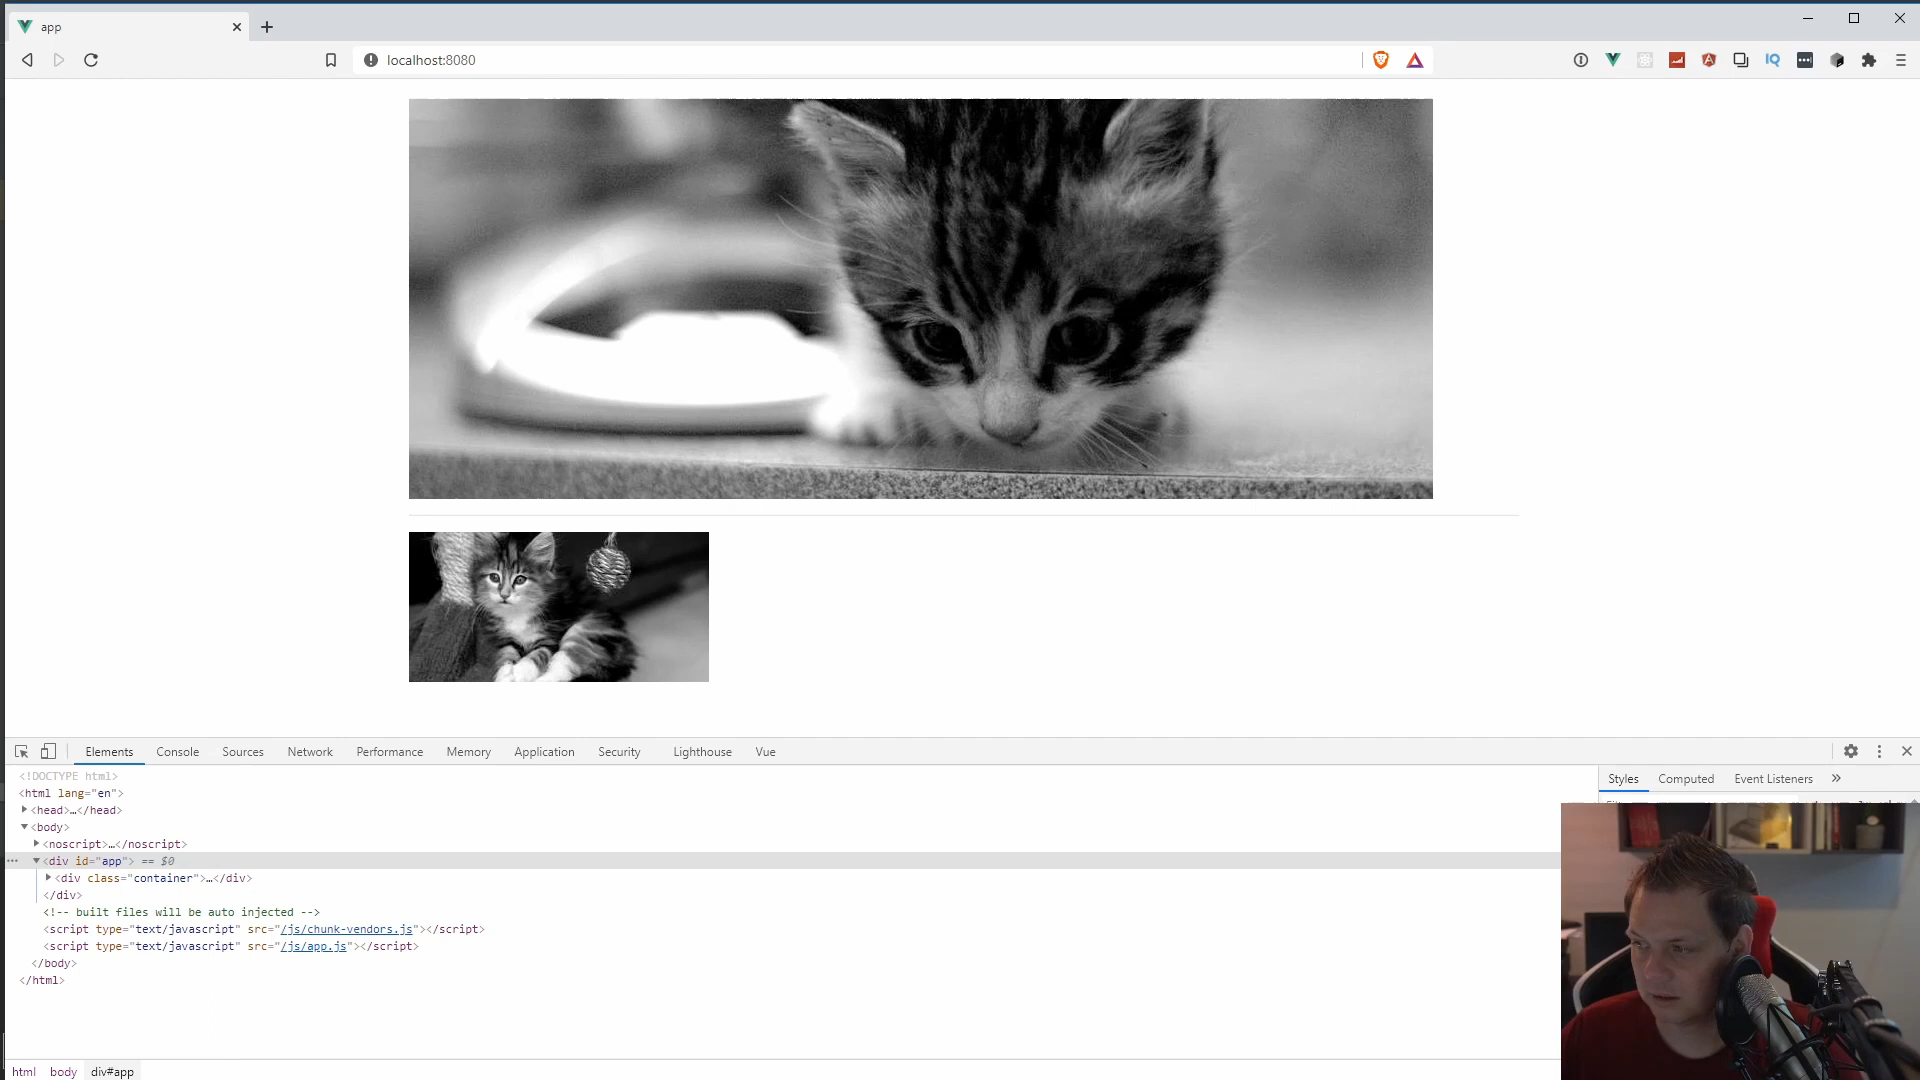 app
localhost:8080
IQ
Elements Console Sources Network Performance Memory Application Security Lighthouse Vue
Styles Computed Event Listeners
<!DOCTYPE html>
<html lang="en">
<head>…</head>
<body>
<noscript>…</noscript>
<div id="app"> == $0
<div class="container">…</div>
</div>
<!-- built files will be auto injected -->
<script type="text/javascript" src="/js/chunk-vendors.js"></script>
<script type="text/javascript" src="/js/app.js"></script>
</body>
</html>
html body div#app